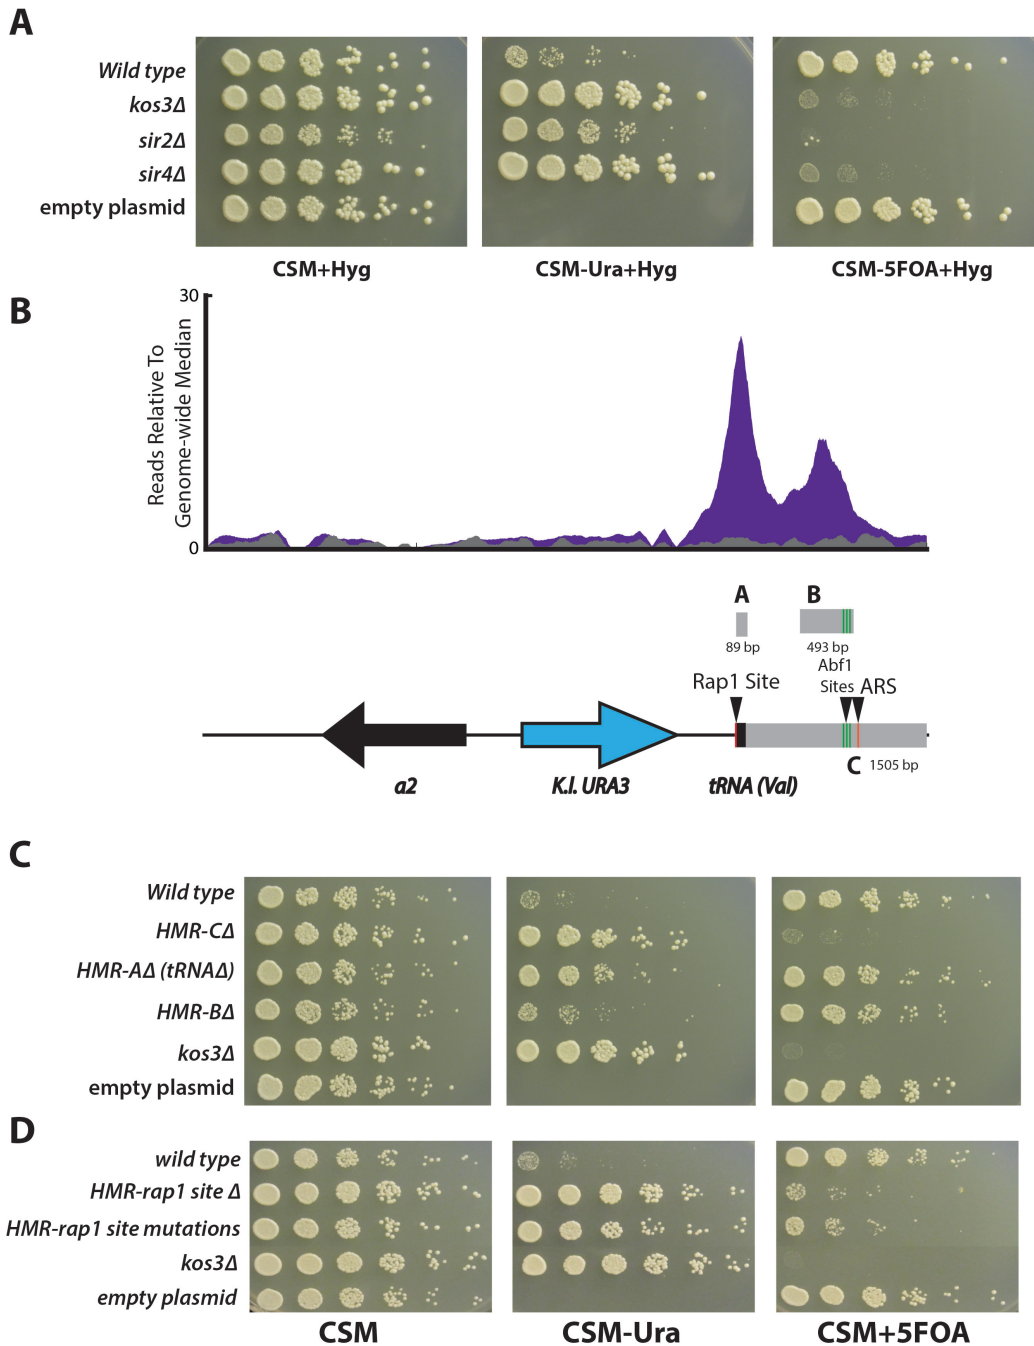 A
Wild type
kos3Δ
sir2Δ
sir4Δ
empty plasmid
CSM+Hyg
CSM-Ura+Hyg
CSM-5FOA+Hyg
B
30
Reads Relative To
Genome-wide Median
0
A
B
89 bp
493 bp
Rap1 Site
Abf1
Sites
ARS
C
1505 bp
a2
K.l. URA3
tRNA (Val)
C
Wild type
HMR-CΔ
HMR-AΔ (tRNAΔ)
HMR-BΔ
kos3Δ
empty plasmid
D
wild type
HMR-rap1 site Δ
HMR-rap1 site mutations
kos3Δ
empty plasmid
CSM
CSM-Ura
CSM+5FOA